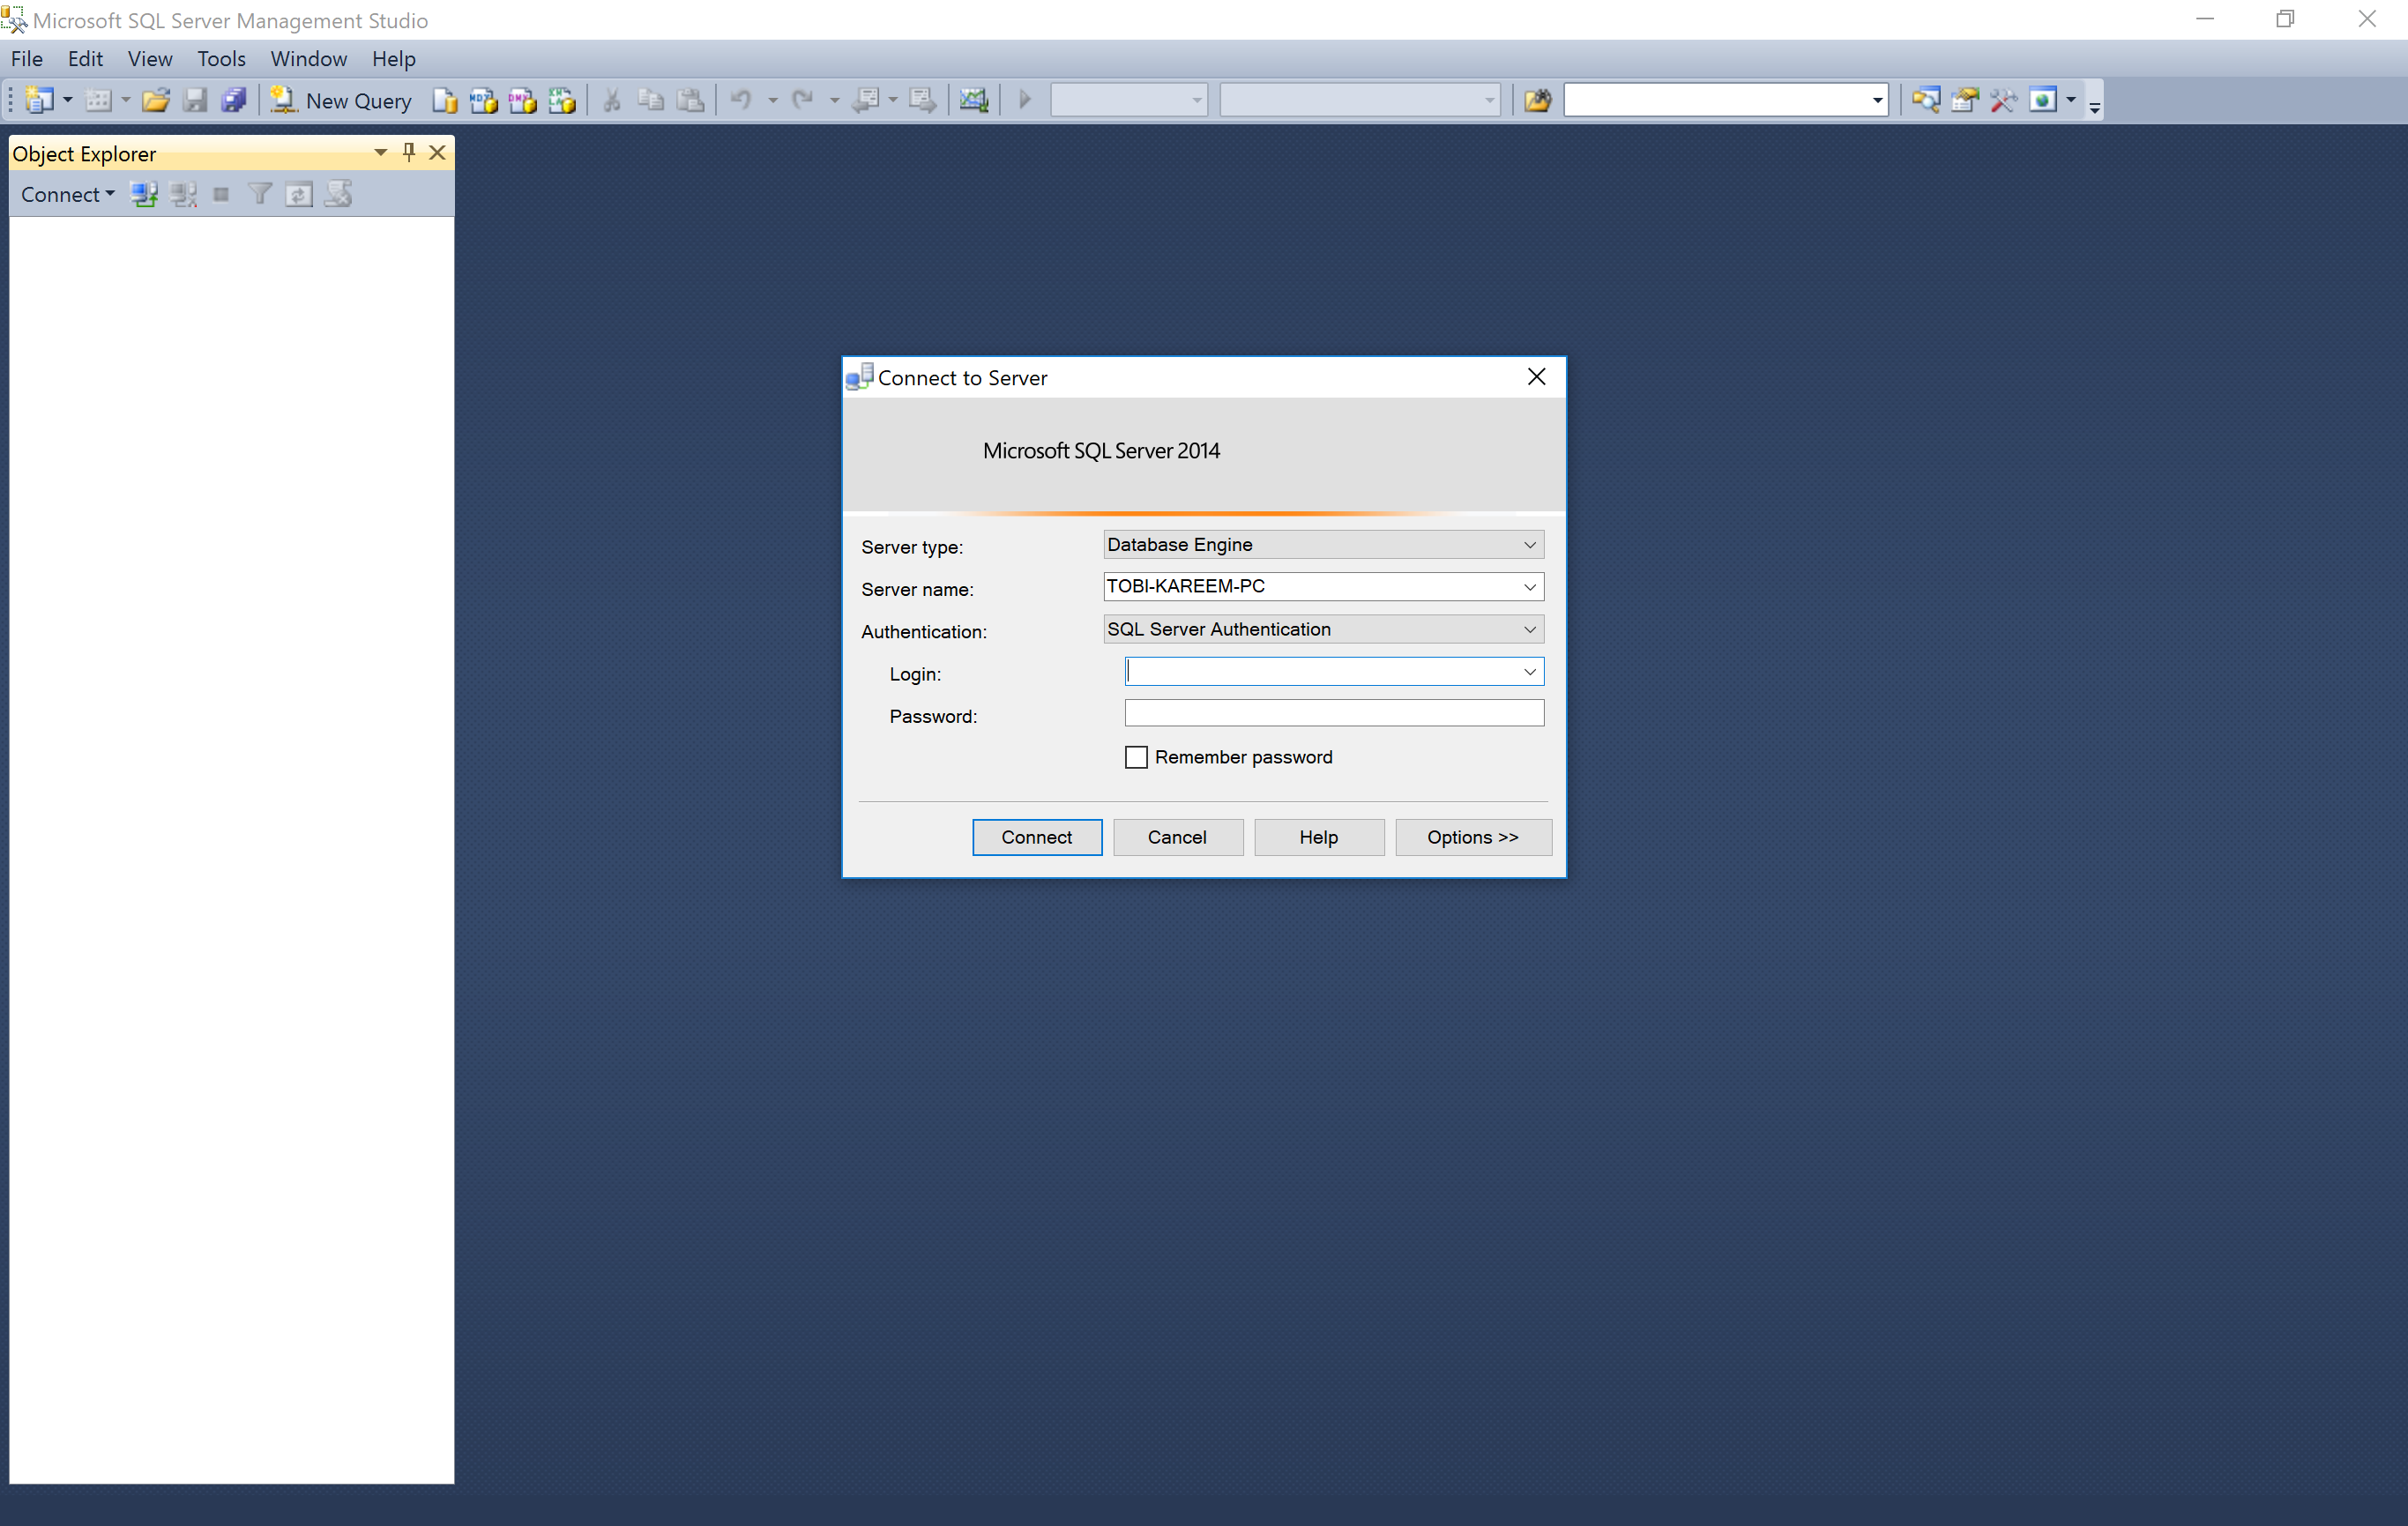 Microsoft SQL Server Management Studio
File Edit View Tools Window Help
New Query
Object Explorer
Connect
Connect to Server
Microsoft SQL Server 2014
Server type: Database Engine
Server name: TOBI-KAREEM-PC
Authentication: SQL Server Authentication
Login:
Password:
Remember password
Connect Cancel Help Options >>